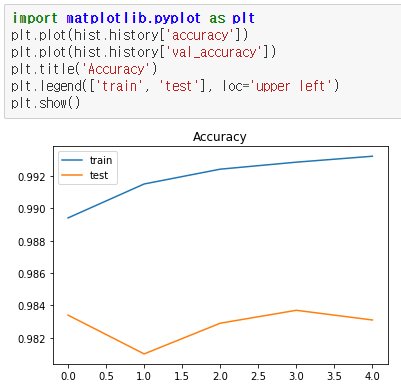 import matplotlib.pyplot as plt
plt.plot(hist.history['accuracy'])
plt.plot(hist.history['val_accuracy'])
plt.title('Accuracy')
plt.legend(['train', 'test'], loc='upper left')
plt.show()
Accuracy
train
test
0.992
0.990
0.988
0.986
0.984
0.982
0.0 0.5 1.0 1.5 2.0 2.5 3.0 3.5 4.0